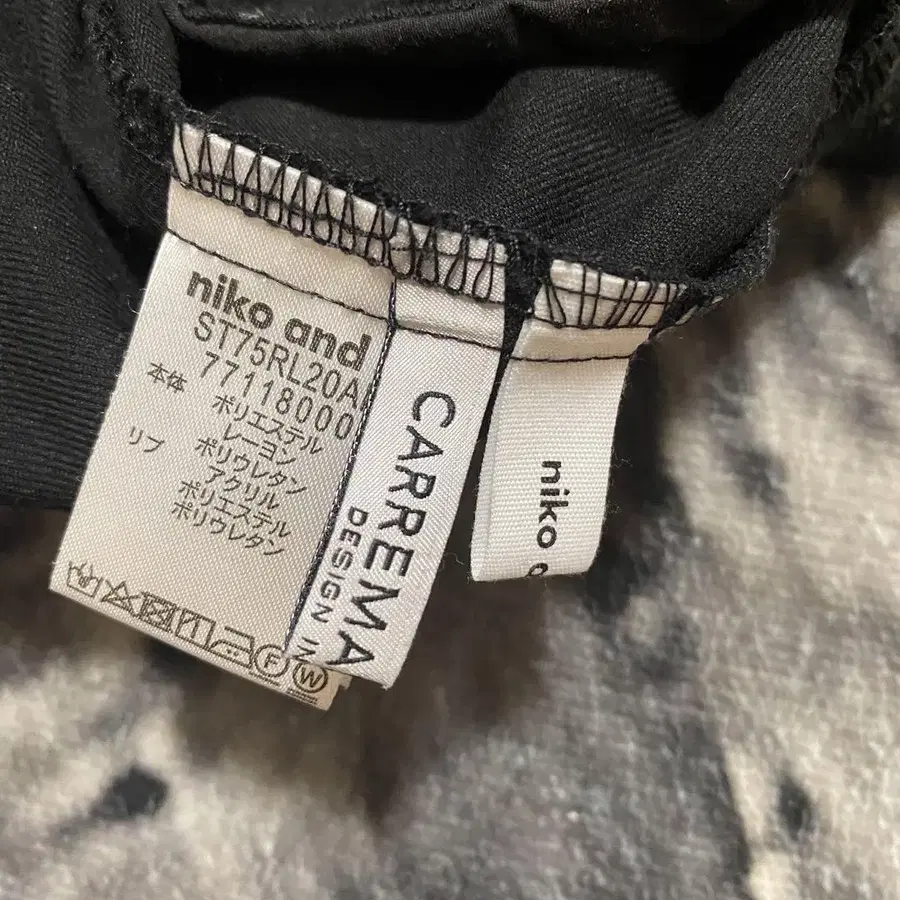 niko and
ST75RL20A
77118000
本体 ポリエステル
レーヨン
ポリウレタン
リブ アクリル
ポリエステル
ポリウレタン
F W
CARREMA
DESIGN IN
niko